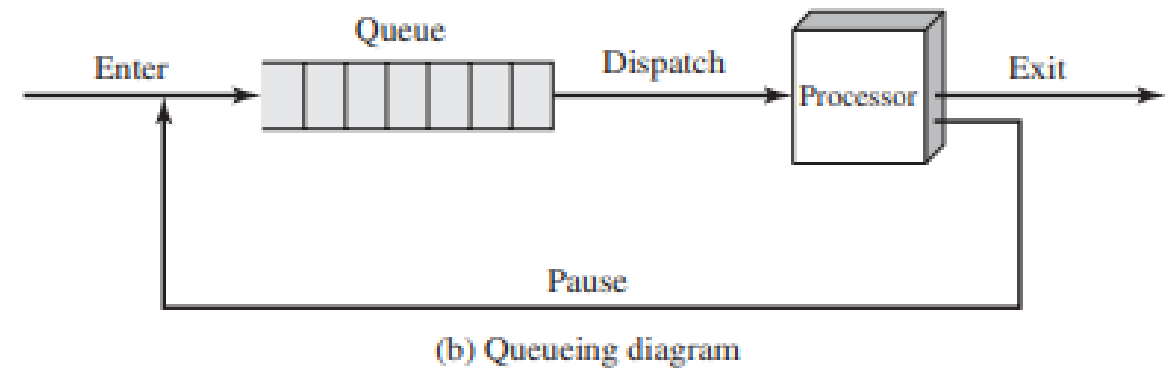 Queue
Enter
Dispatch
Exit
Processor
Pause
(b) Queueing diagram